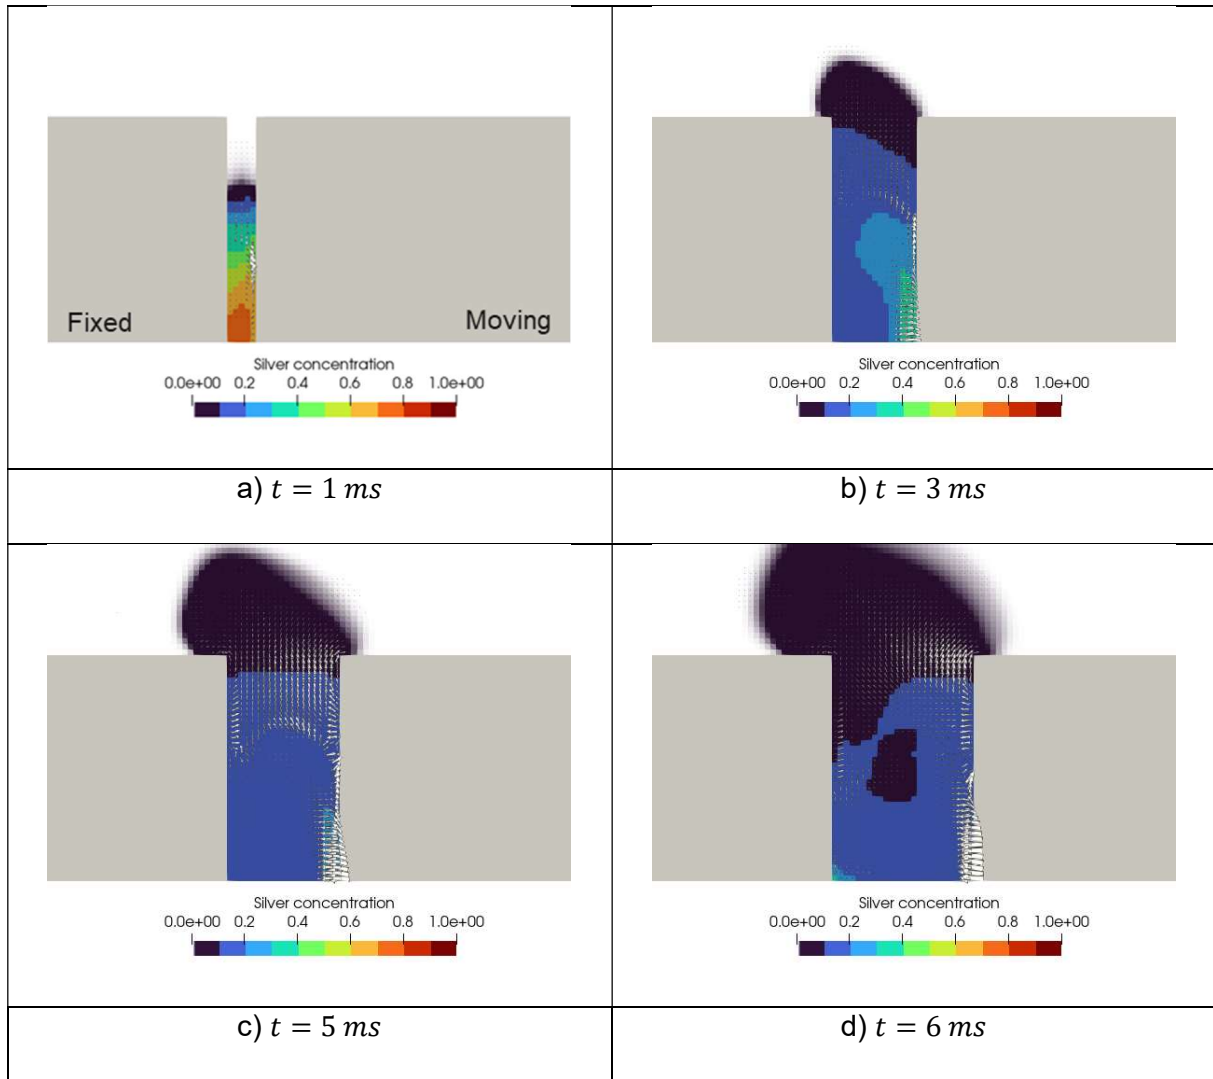 Fixed
Moving
Silver concentration
0.0e+00 0.2 0.4 0.6 0.8 1.0e+00
Silver concentration
0.0e+00 0.2 0.4 0.6 0.8 1.0e+00
a) t = 1 ms
b) t = 3 ms
Silver concentration
0.0e+00 0.2 0.4 0.6 0.8 1.0e+00
Silver concentration
0.0e+00 0.2 0.4 0.6 0.8 1.0e+00
c) t = 5 ms
d) t = 6 ms